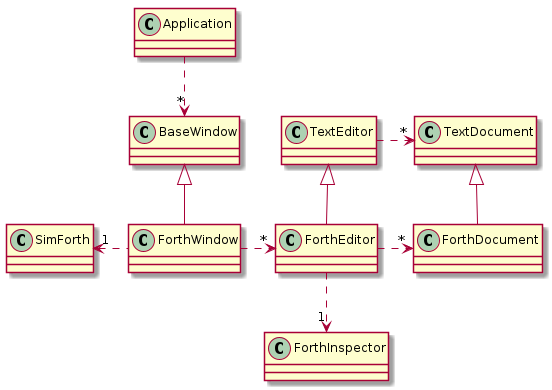 C Application
*
C BaseWindow
C TextEditor
*
C TextDocument
C SimForth
1
C ForthWindow
*
C ForthEditor
*
C ForthDocument
1
C ForthInspector